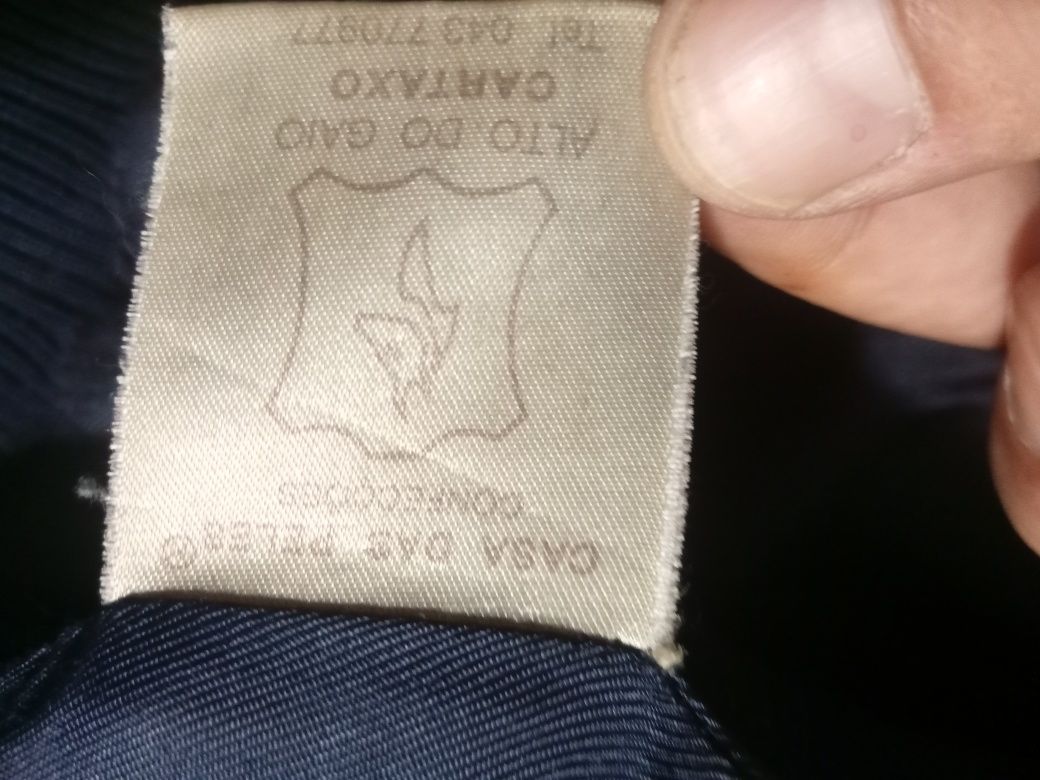 CASA DAS PELES®
CONFECÇÕES
ALTO DO GAIO
CARTAXO
Tel. 043 770977